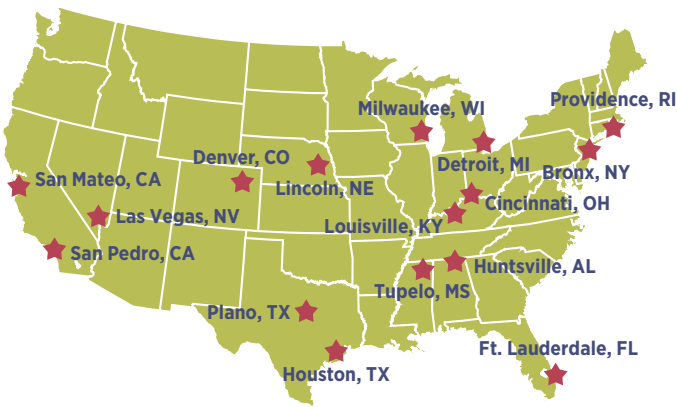 Providence, RI
Milwaukee, WI
Denver, CO
Detroit, MI
Bronx, NY
San Mateo, CA
Lincoln, NE
Cincinnati, OH
Las Vegas, NV
Louisville, KY
San Pedro, CA
Huntsville, AL
Tupelo, MS
Plano, TX
Ft. Lauderdale, FL
Houston, TX